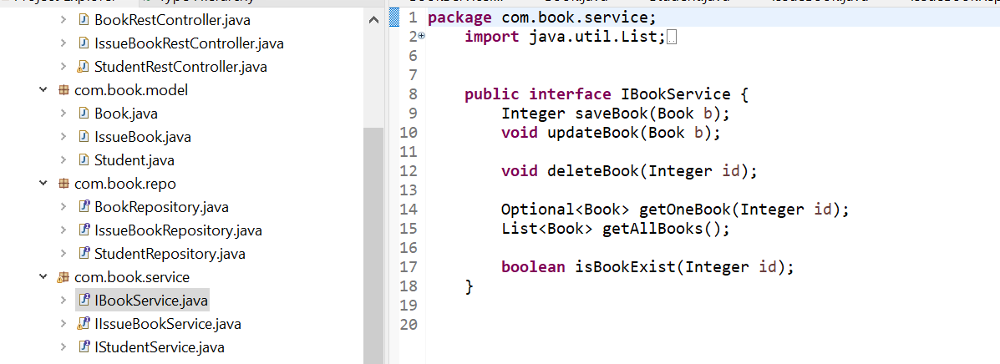 BookRestController.java
IssueBookRestController.java
StudentRestController.java
com.book.model
Book.java
IssueBook.java
Student.java
com.book.repo
BookRepository.java
IssueBookRepository.java
StudentRepository.java
com.book.service
IBookService.java
IIssueBookService.java
IStudentService.java
1 package com.book.service;
2 import java.util.List;
6
7
8 public interface IBookService {
9 Integer saveBook(Book b);
10 void updateBook(Book b);
11
12 void deleteBook(Integer id);
13
14 Optional<Book> getOneBook(Integer id);
15 List<Book> getAllBooks();
16
17 boolean isBookExist(Integer id);
18 }
19
20